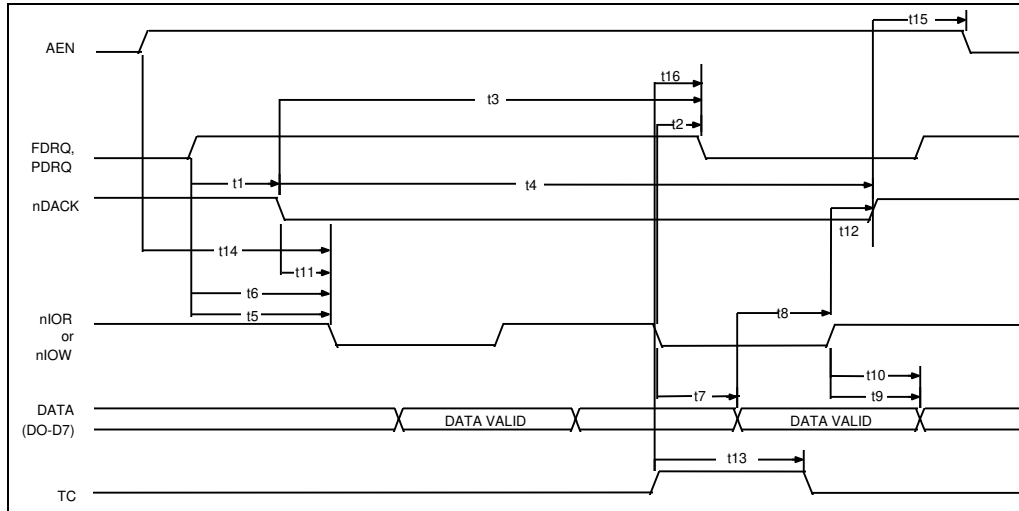 t15
AEN
t16
t3
t2
FDRQ,
PDRQ
t1
t4
nDACK
t12
t14
t11
t6
t8
t5
nIOR
or
nIOW
t10
t7
t9
DATA
(DO-D7)
DATA VALID
DATA VALID
t13
TC